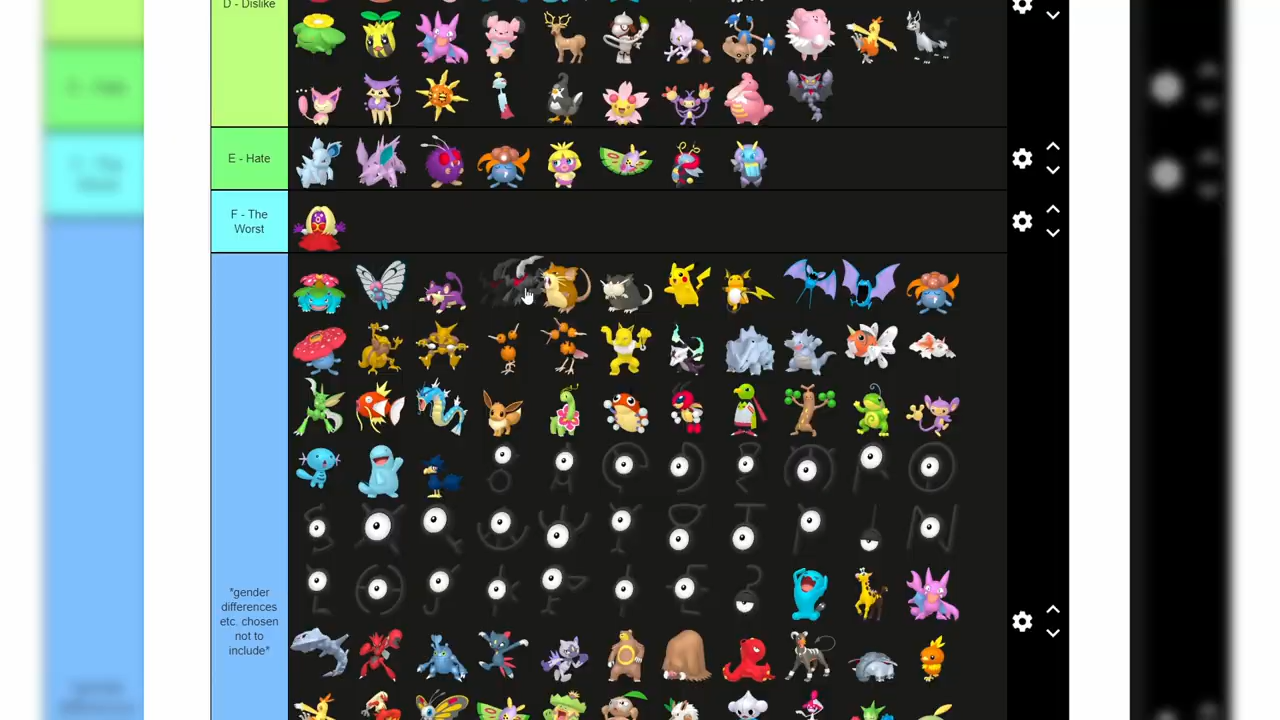 D - Dislike
E - Hate
F - The
Worst
*gender
differences
etc. chosen
not to
include*